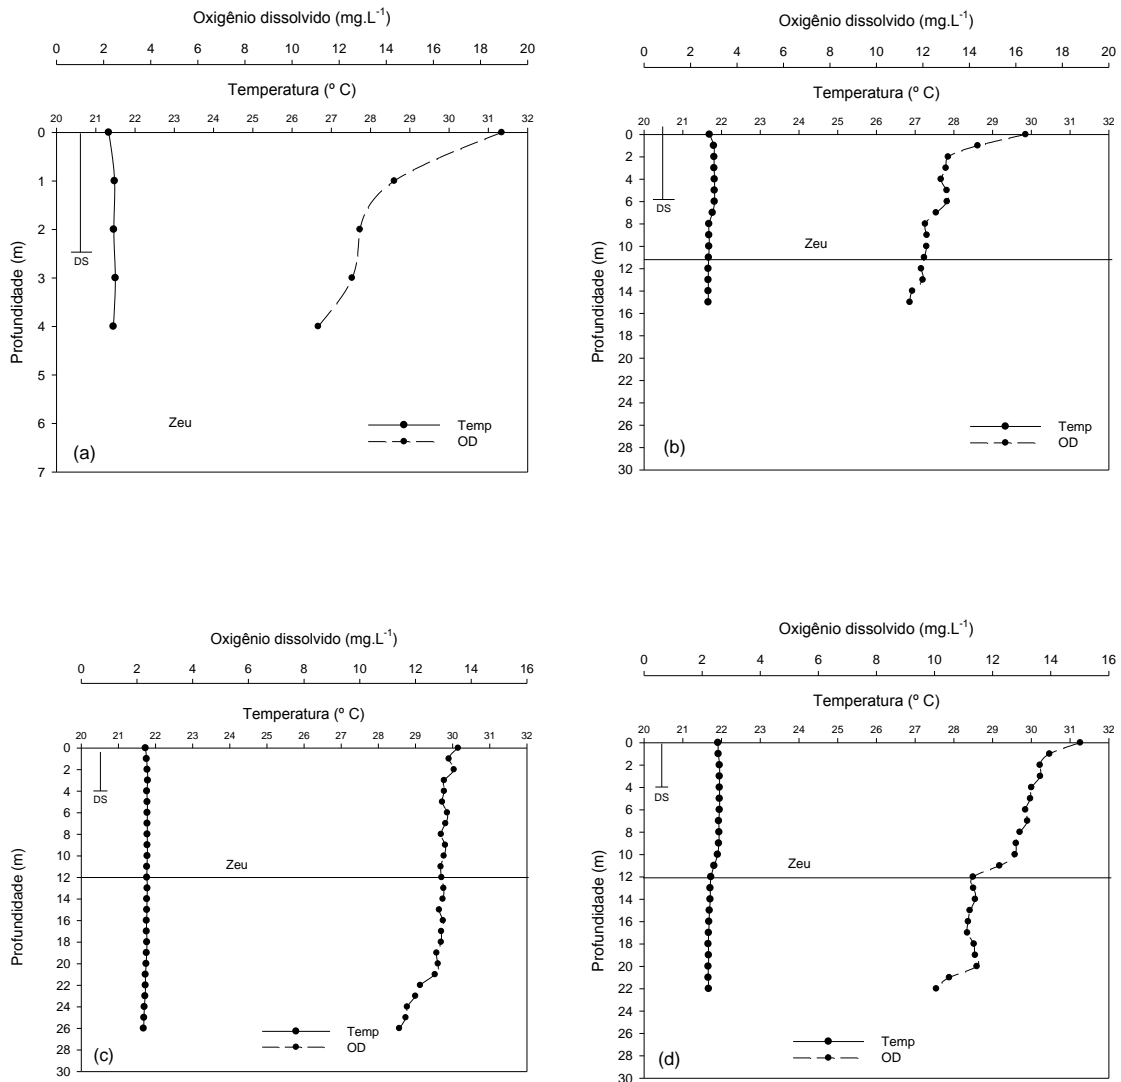 Oxigênio dissolvido (mg.L-1)
0 2 4 6 8 10 12 14 16 18 20
Temperatura (º C)
20 21 22 23 24 25 26 27 28 29 30 31 32
Profundidade (m)
0
1
2
3
4
5
6
7
DS
Zeu
(a)
Temp
OD
Oxigênio dissolvido (mg.L-1)
0 2 4 6 8 10 12 14 16 18 20
Temperatura (º C)
20 21 22 23 24 25 26 27 28 29 30 31 32
Profundidade (m)
0
2
4
6
8
10
12
14
16
18
20
22
24
26
28
30
DS
Zeu
(b)
Temp
OD
Oxigênio dissolvido (mg.L-1)
0 2 4 6 8 10 12 14 16
Temperatura (º C)
20 21 22 23 24 25 26 27 28 29 30 31 32
Profundidade (m)
0
2
4
6
8
10
12
14
16
18
20
22
24
26
28
30
DS
Zeu
(c)
Temp
OD
Oxigênio dissolvido (mg.L-1)
0 2 4 6 8 10 12 14 16
Temperatura (º C)
20 21 22 23 24 25 26 27 28 29 30 31 32
Profundidade (m)
0
2
4
6
8
10
12
14
16
18
20
22
24
26
28
30
DS
Zeu
(d)
Temp
OD